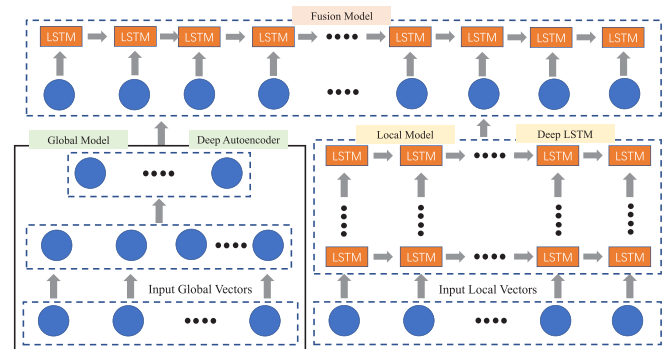 Fusion Model
LSTM LSTM LSTM LSTM LSTM LSTM LSTM LSTM
Global Model
Deep Autoencoder
Input Global Vectors
Local Model
Deep LSTM
LSTM LSTM LSTM LSTM
LSTM LSTM LSTM LSTM
Input Local Vectors